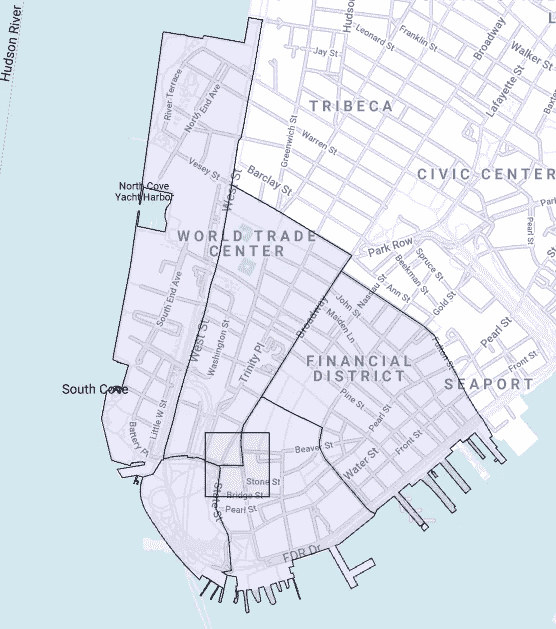 Hudson River
Hudson
Jay St
Leonard St
Franklin St
Broadway
Walker St
Lafayette St
River Terrace
North End Ave
TRIBECA
Greenwich St
Warren St
Vesey St
Barclay St
CIVIC CENTER
North Cove
Yacht Harbor
West St
WORLD TRADE
CENTER
Park Row
Pearl St
Spruce St
Beekman St
Gold St
Nassau St
Ann St
South End Ave
John St
Maiden Ln
Broadway
West St
Washington St
Trinity Pl
Fulton St
Pearl St
Front St
FINANCIAL
DISTRICT
SEAPORT
South Cove
Little W St
Battery Pl
Pine St
Pearl St
Beaver St
Front St
Water St
Stone St
Bridge St
Pearl St
State St
FDR Dr